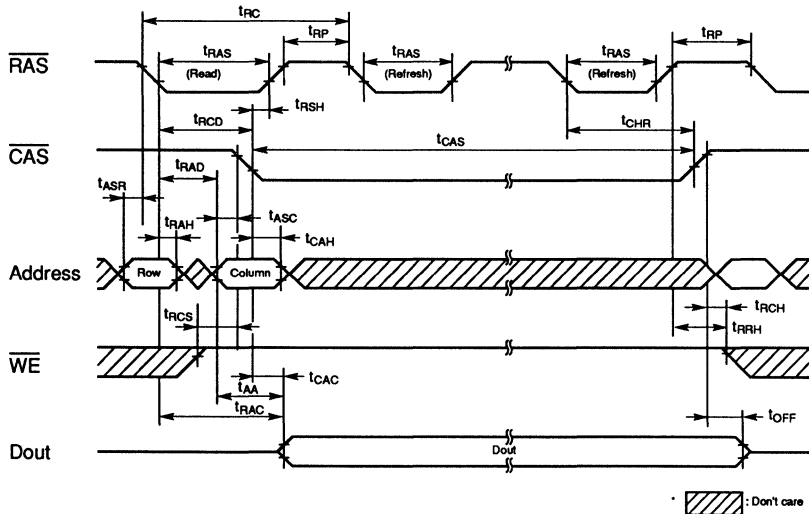 tRC
tRP
tRP
tRAS
(Read)
tRAS
(Refresh)
tRAS
(Refresh)
RAS
tRSH
tRCD
tCHR
tCAS
CAS
tRAD
tASR
tASC
tRAH
tCAH
Address
Row
Column
tRCS
tRCH
tRRH
WE
tCAC
tAA
tRAC
tOFF
Dout
Dout
* : Don't care